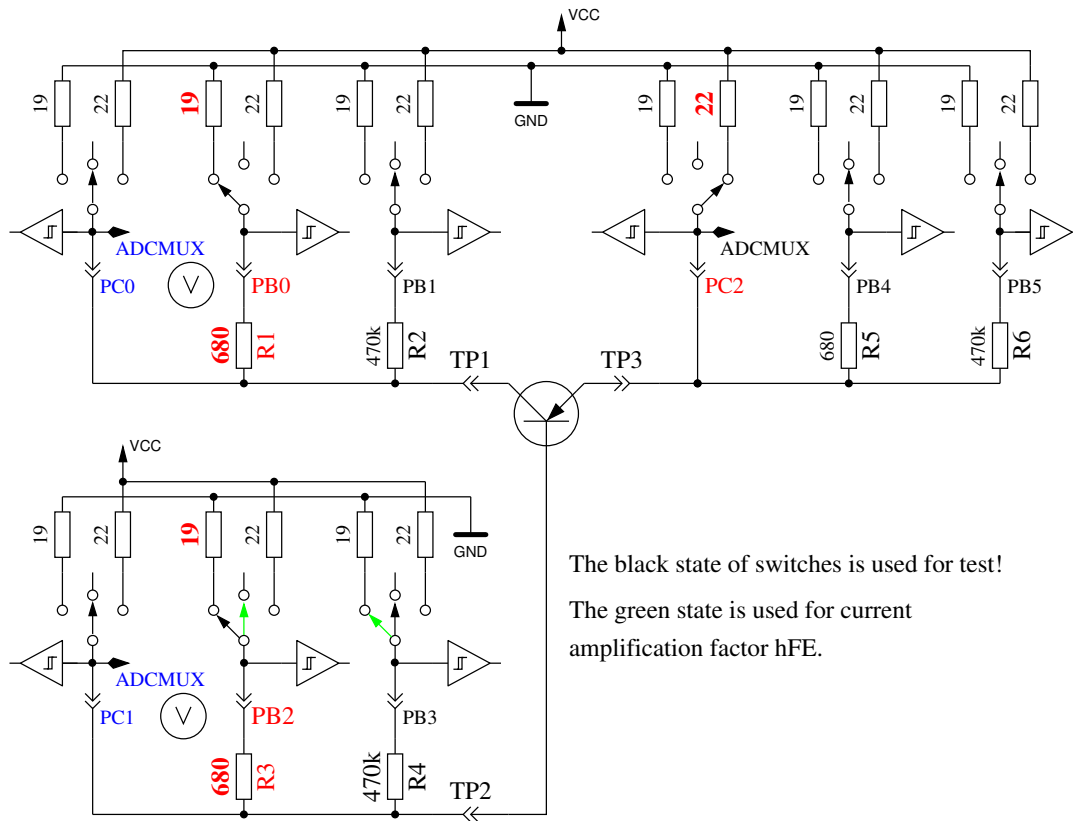 VCC
GND
19
22
19
22
19
22
19
22
19
22
19
22
ADCMUX
ADCMUX
PC0
V
PB0
PB1
PC2
PB4
PB5
680
R1
470k
R2
680
R5
470k
R6
TP1
TP3
VCC
GND
19
22
19
22
19
22
ADCMUX
PC1
V
PB2
PB3
680
R3
470k
R4
TP2
The black state of switches is used for test!
The green state is used for current
amplification factor hFE.